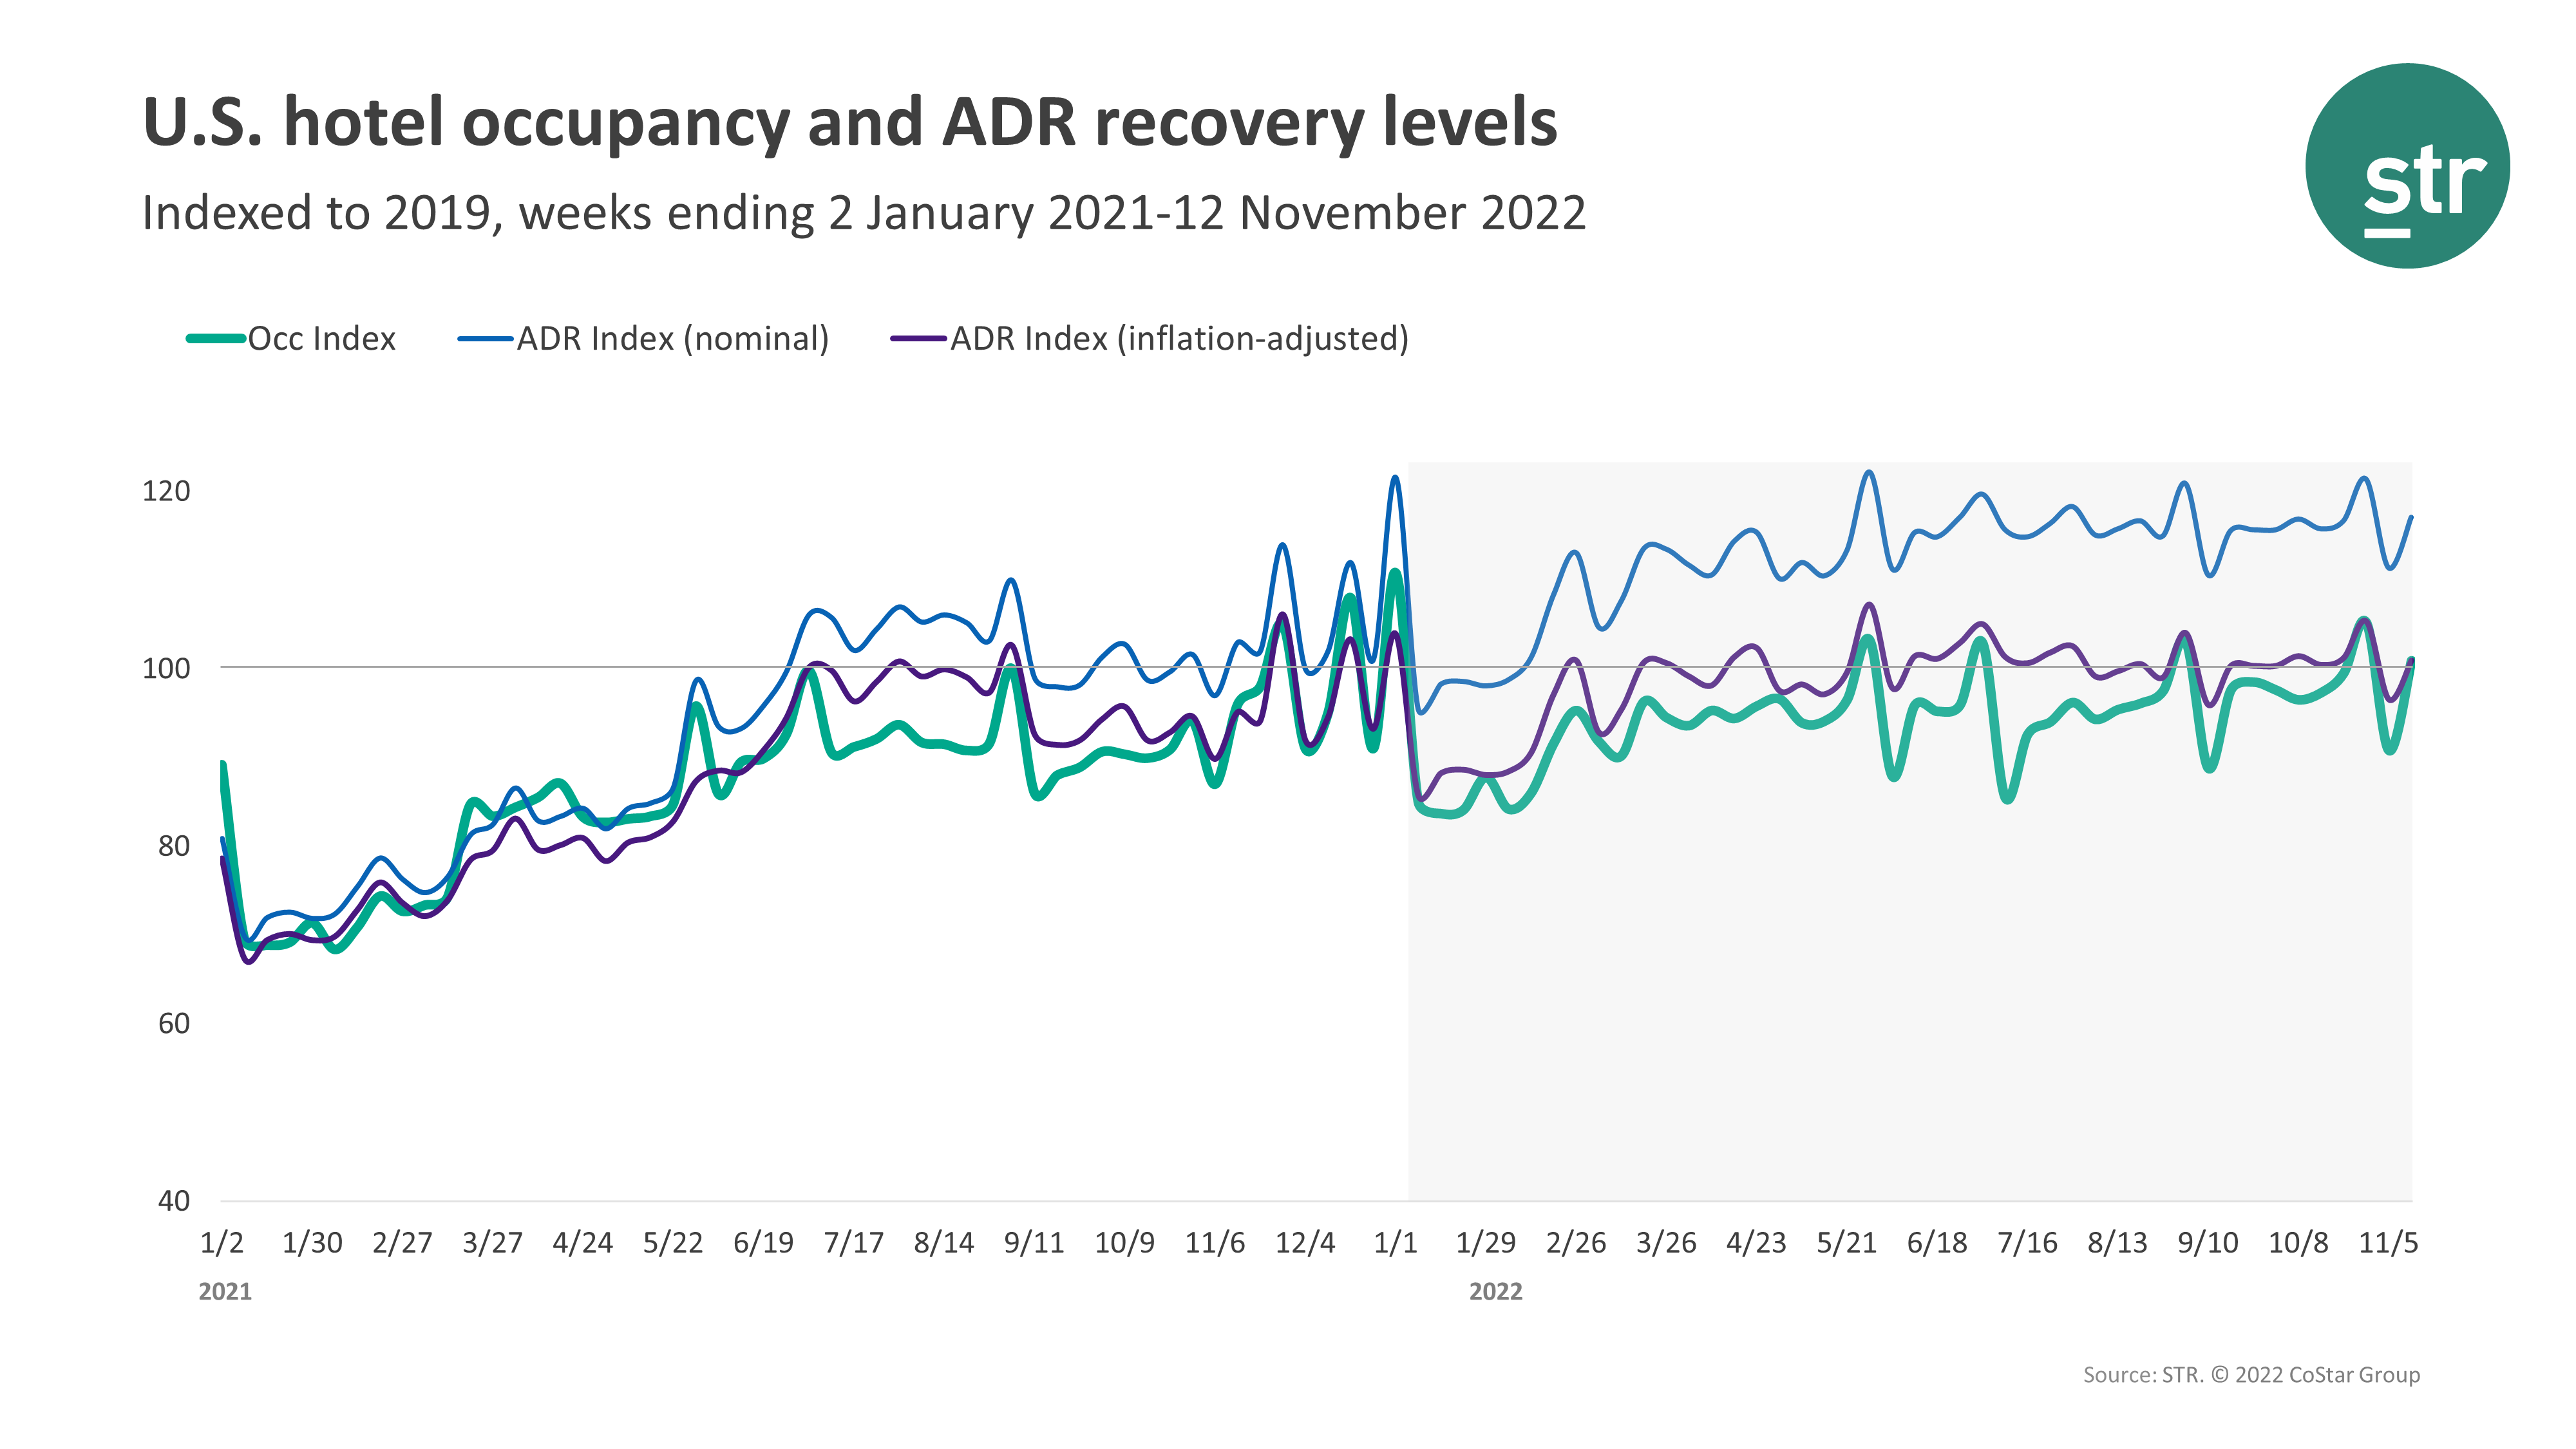 U.S. hotel occupancy and ADR recovery levels
Indexed to 2019, weeks ending 2 January 2021-12 November 2022
str
Occ Index ADR Index (nominal) ADR Index (inflation-adjusted)
120
100
80
60
40
1/2 1/30 2/27 3/27 4/24 5/22 6/19 7/17 8/14 9/11 10/9 11/6 12/4 1/1 1/29 2/26 3/26 4/23 5/21 6/18 7/16 8/13 9/10 10/8 11/5
2021 2022
Source: STR. © 2022 CoStar Group